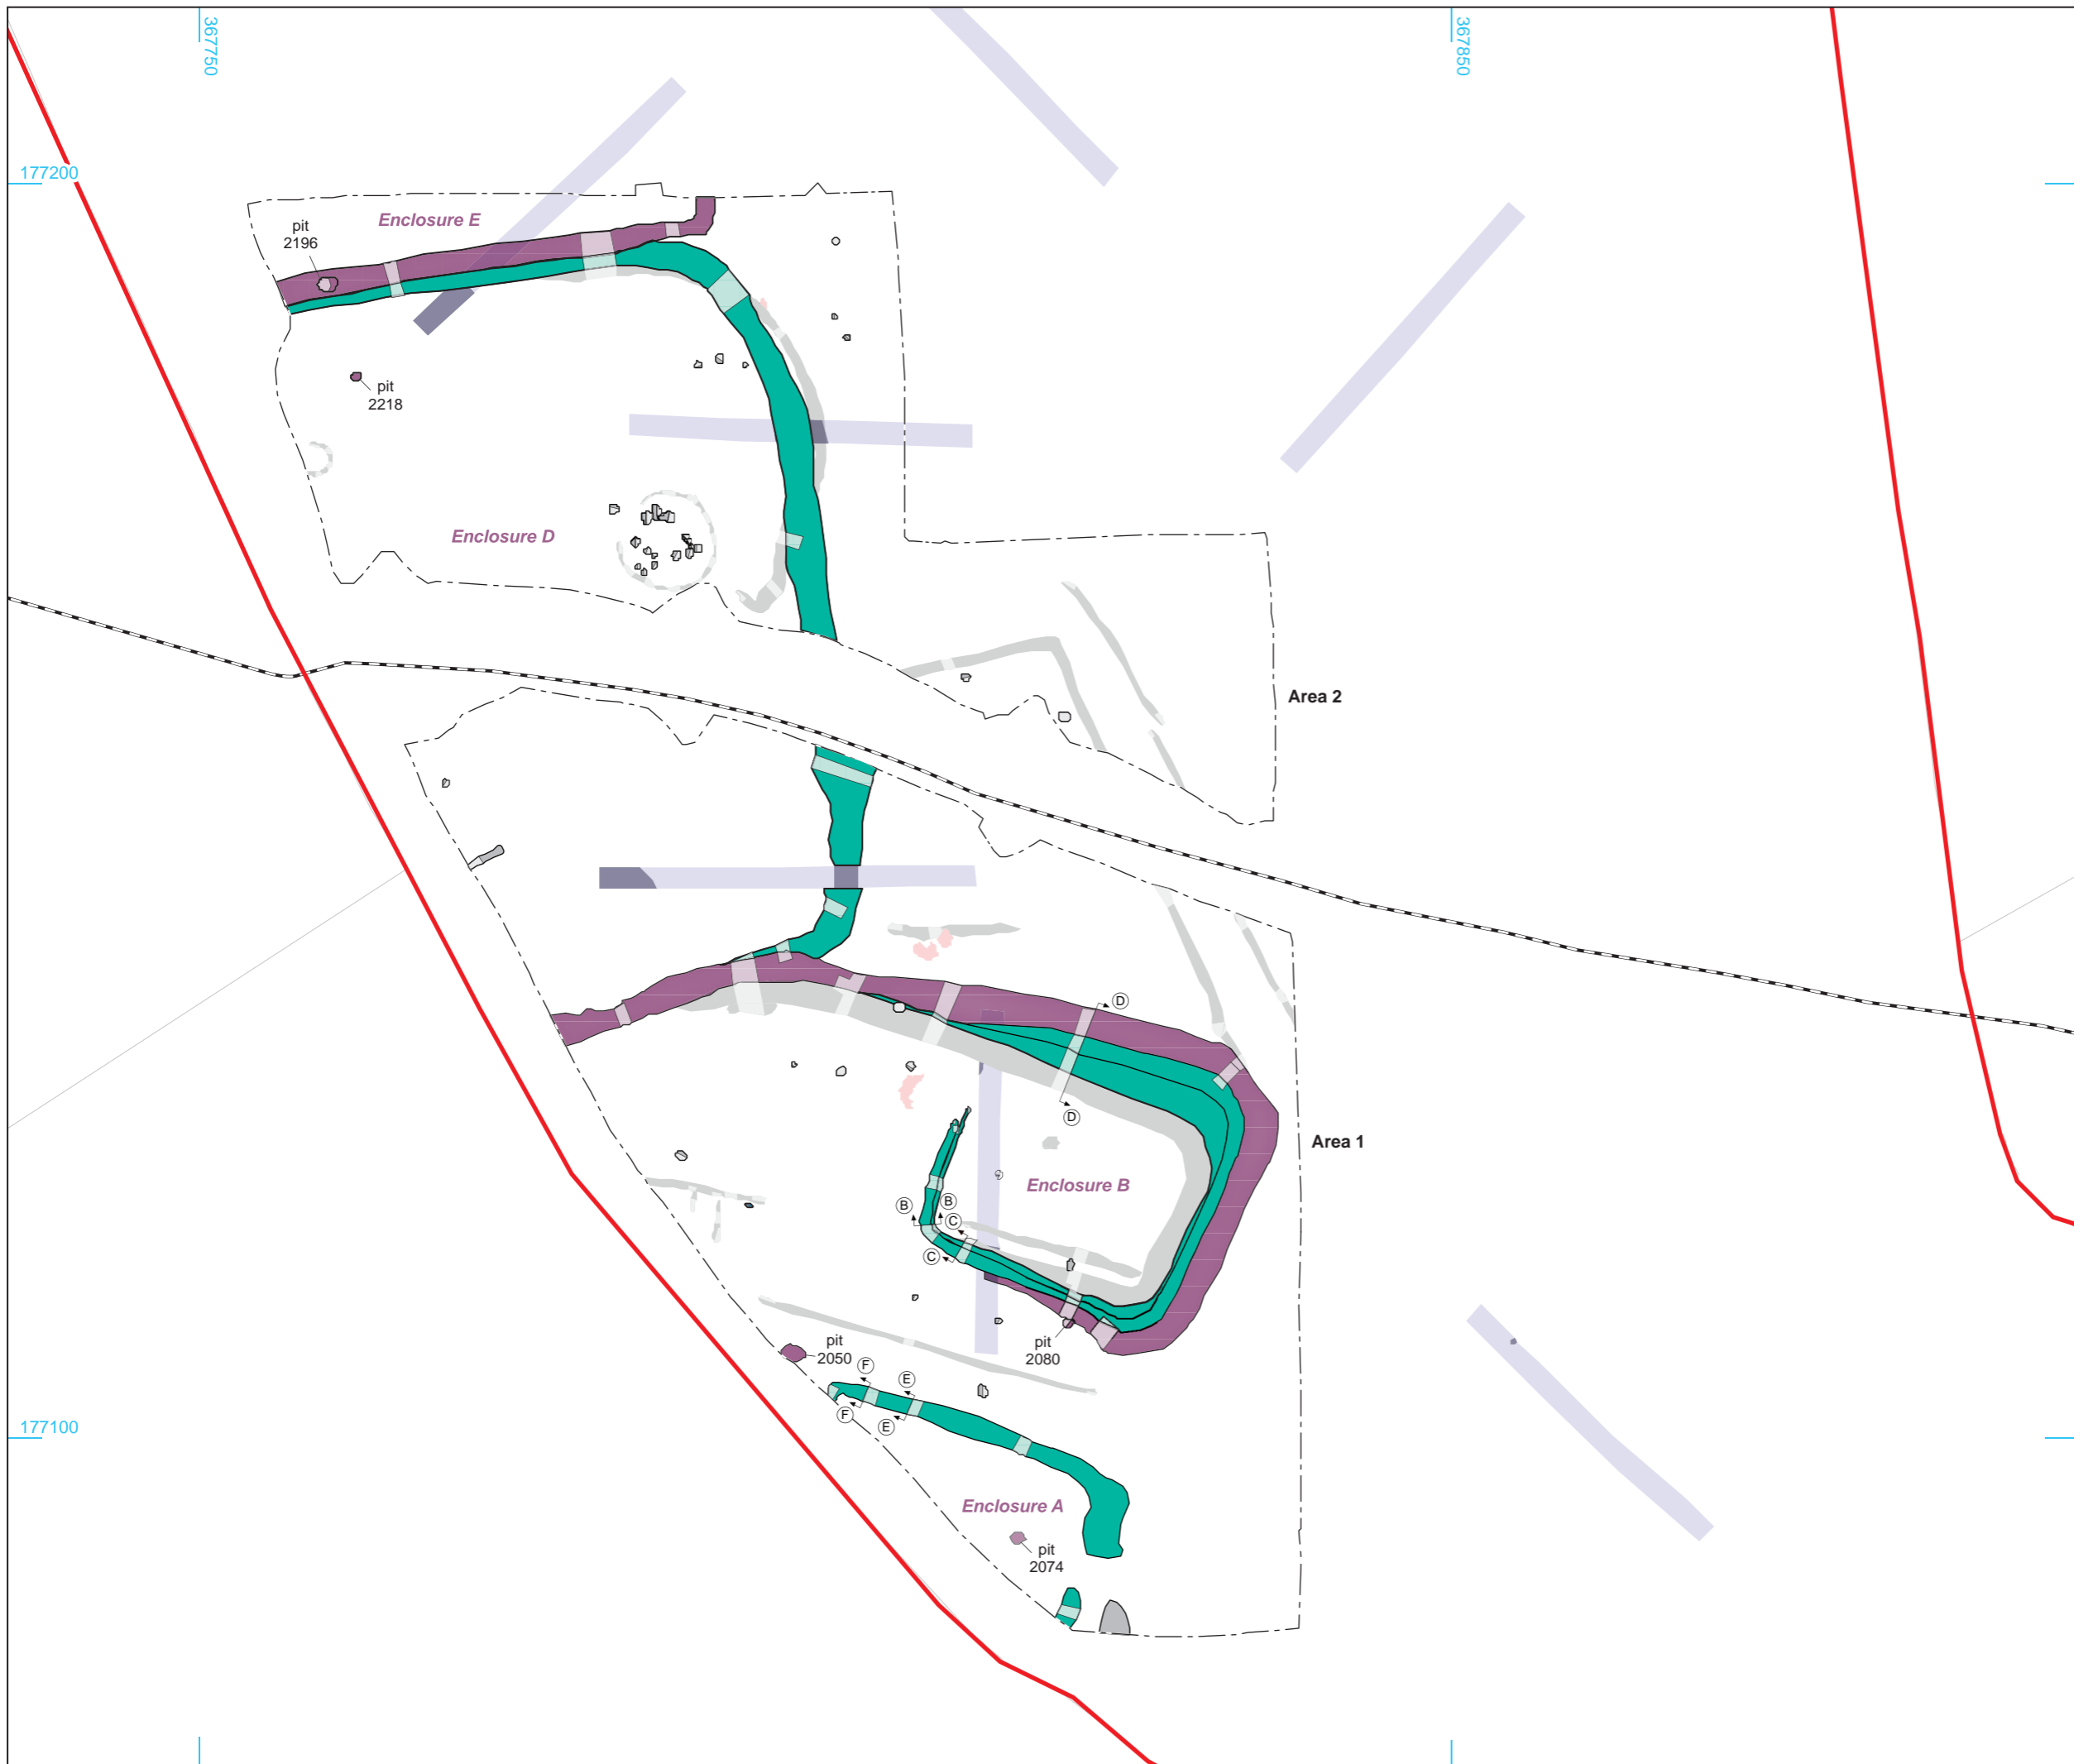 367750
367850
177200
Enclosure E
pit
2196
pit
2218
Enclosure D
Area 2
D
D
Area 1
Enclosure B
B
B
C
C
pit
2050
pit
2080
F
E
F
E
177100
Enclosure A
pit
2074